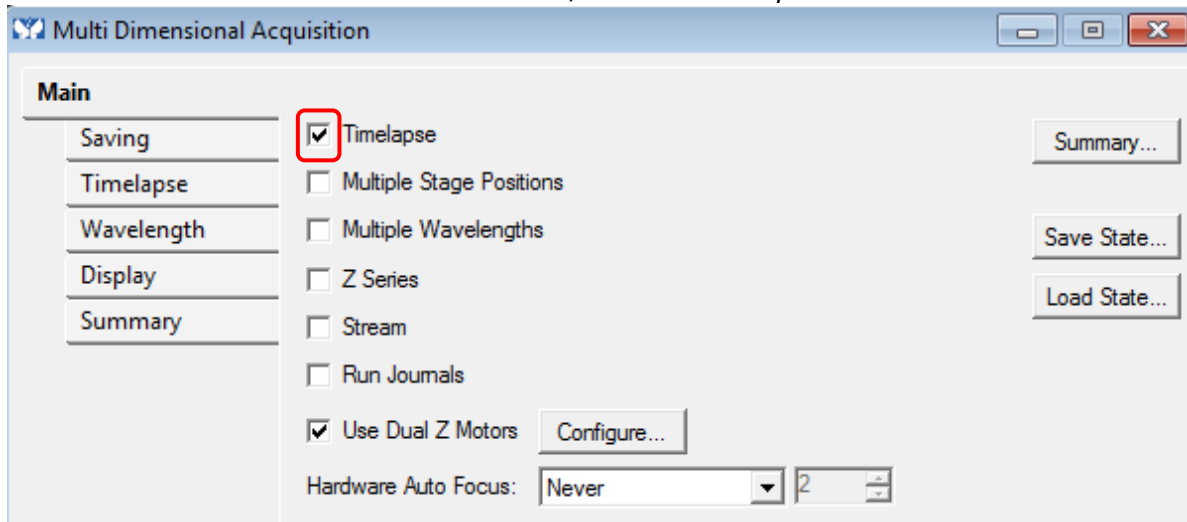 Multi Dimensional Acquisition
Main
Saving
Timelapse
Wavelength
Display
Summary
Timelapse
Multiple Stage Positions
Multiple Wavelengths
Z Series
Stream
Run Journals
Use Dual Z Motors Configure...
Hardware Auto Focus: Never 2
Summary...
Save State...
Load State...